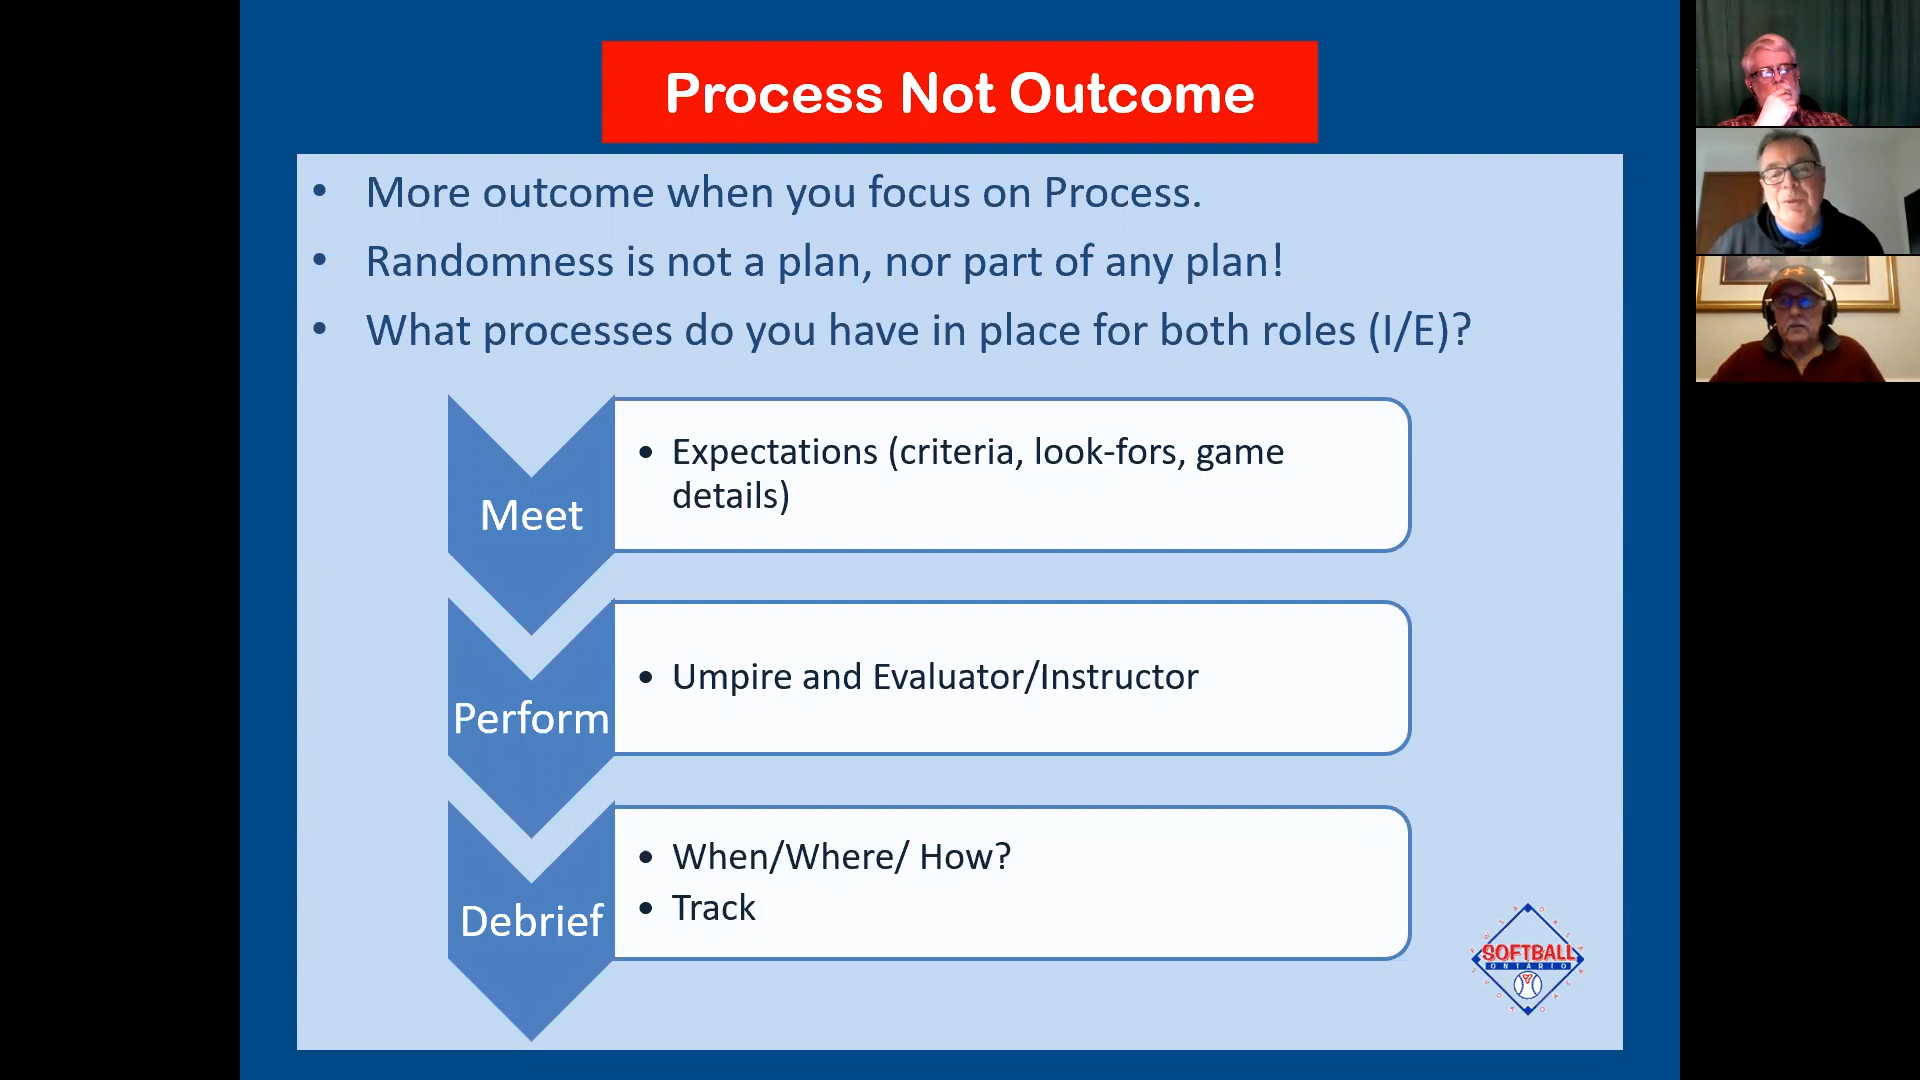 Process Not Outcome
• More outcome when you focus on Process.
• Randomness is not a plan, nor part of any plan!
• What processes do you have in place for both roles (I/E)?
Meet
• Expectations (criteria, look-fors, game
details)
Perform
• Umpire and Evaluator/Instructor
Debrief
• When/Where/ How?
• Track
SOFTBALL
ONTARIO